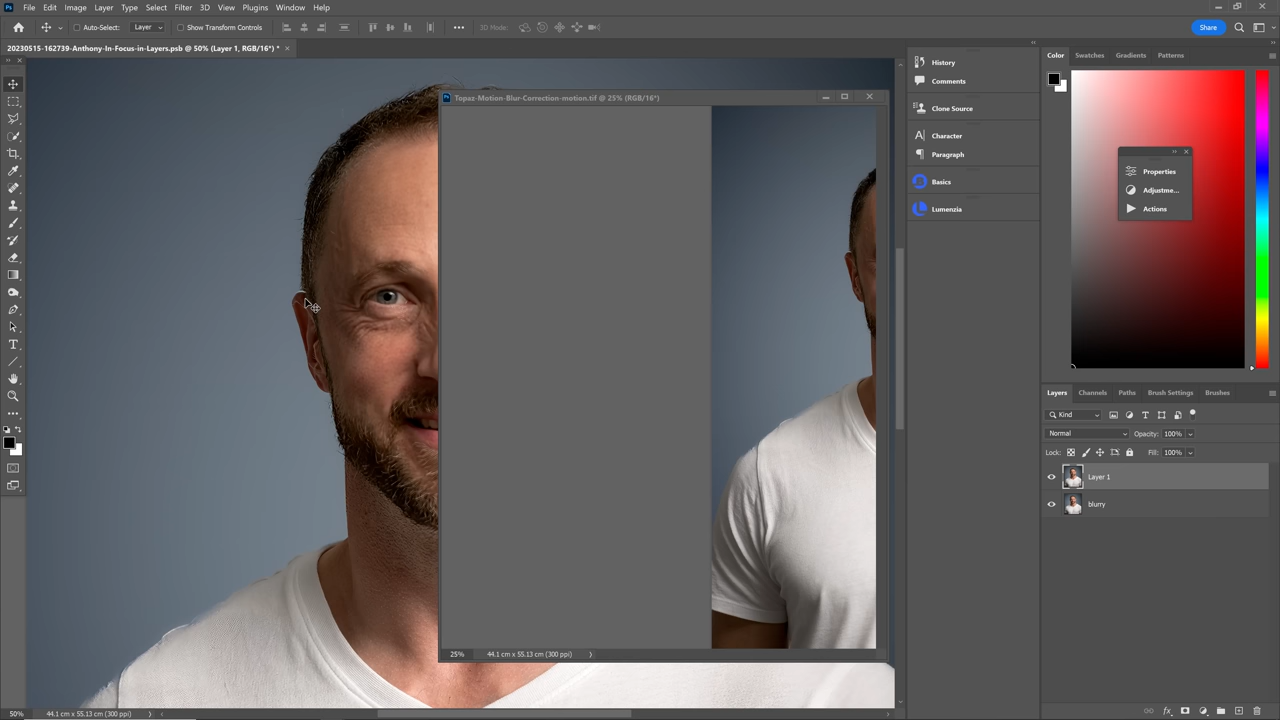 Ps File Edit Image Layer Type Select Filter 3D View Plugins Window Help
Auto-Select: Layer Show Transform Controls 3D Mode: Share
20230515-162739-Anthony-In-Focus-in-Layers.psb @ 50% (Layer 1, RGB/16*) *
Topaz-Motion-Blur-Correction-motion.tif @ 25% (RGB/16*)
25% 44.1 cm x 55.13 cm (300 ppi)
50% 44.1 cm x 55.13 cm (300 ppi)
History
Comments
Clone Source
Character
Paragraph
Basics
Lumenzia
Color Swatches Gradients Patterns
Properties
Adjustme...
Actions
Layers Channels Paths Brush Settings Brushes
Kind
Normal Opacity: 100%
Lock: Fill: 100%
Layer 1
blurry